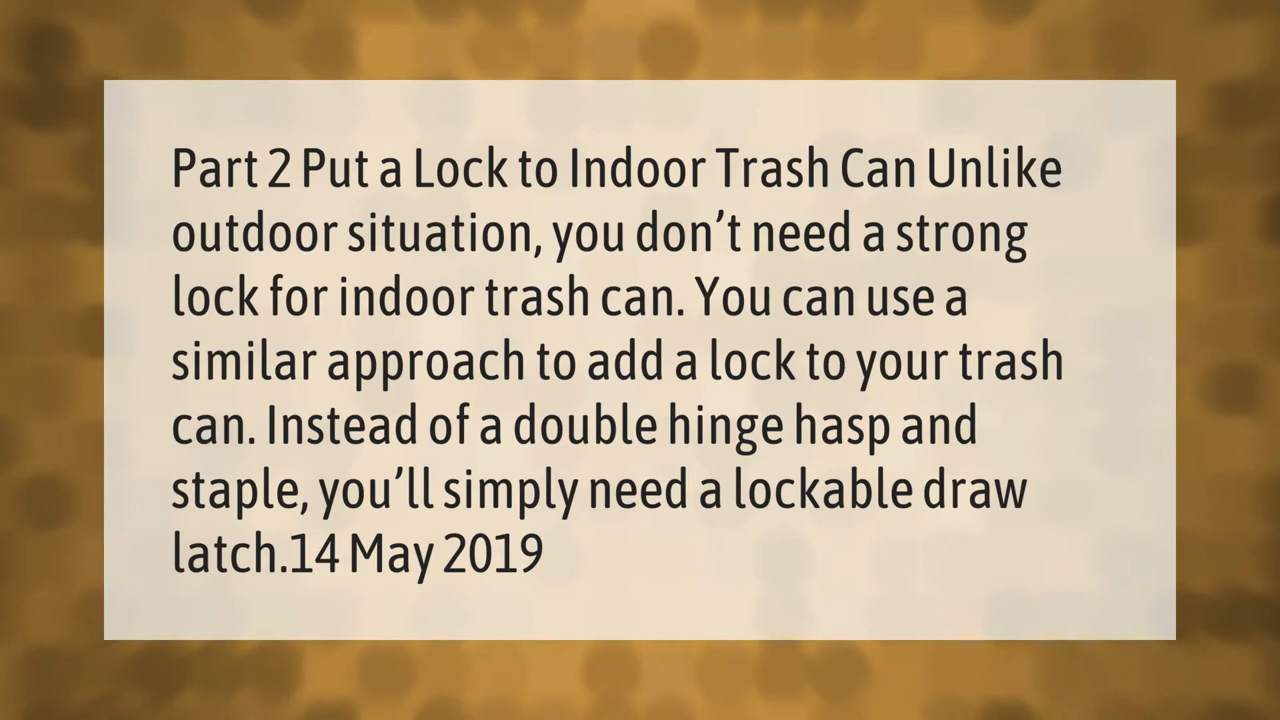 Part 2 Put a Lock to Indoor Trash Can Unlike
outdoor situation, you don’t need a strong
lock for indoor trash can. You can use a
similar approach to add a lock to your trash
can. Instead of a double hinge hasp and
staple, you’ll simply need a lockable draw
latch.14 May 2019